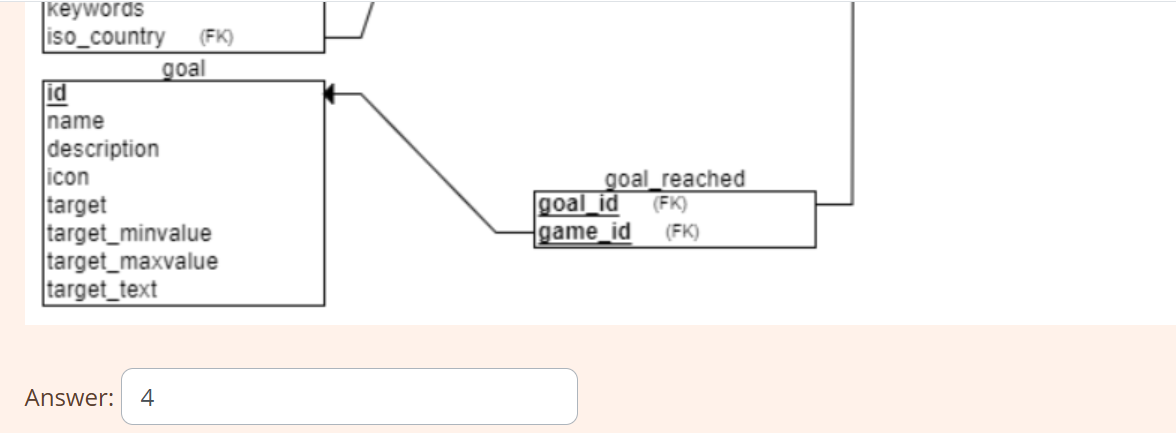 keywords
iso_country (FK)
goal
id
name
description
icon
target
target_minvalue
target_maxvalue
target_text
goal_reached
goal_id (FK)
game_id (FK)
Answer: 4